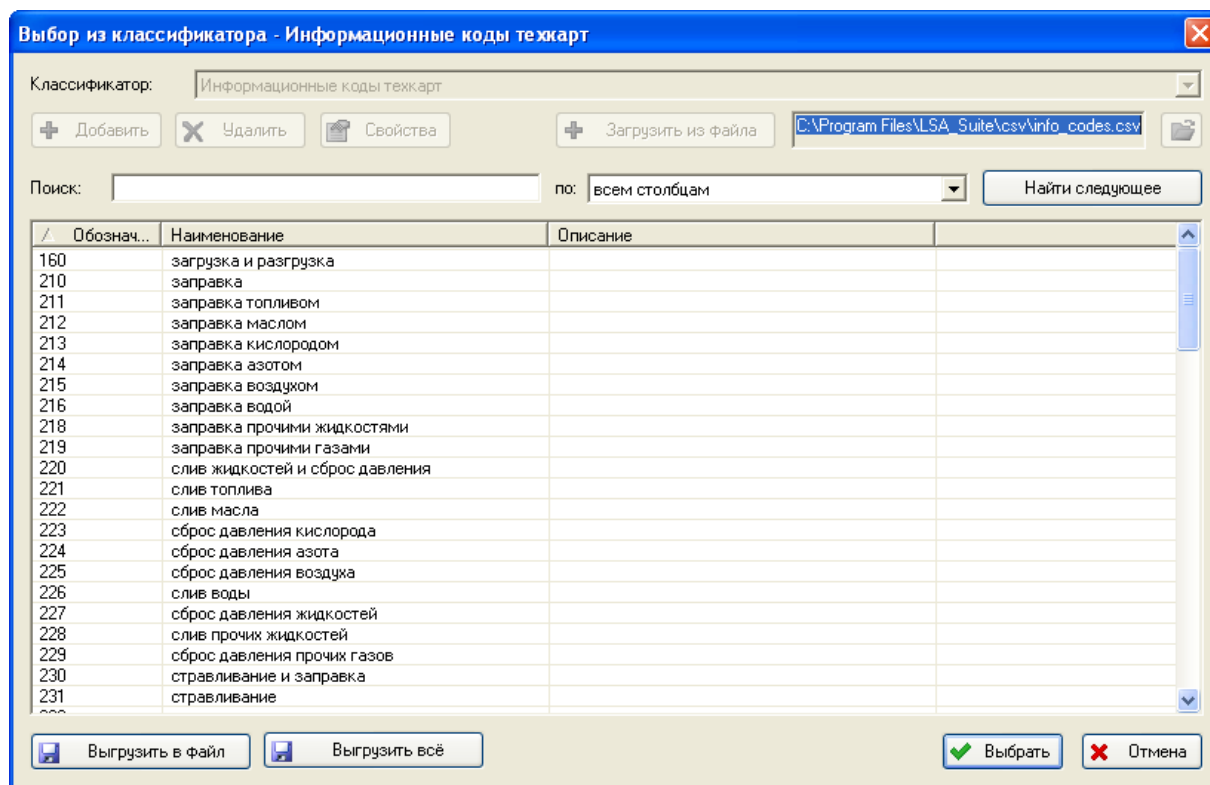 Выбор из классификатора - Информационные коды техкарт
Классификатор: Информационные коды техкарт
Добавить Удалить Свойства Загрузить из файла C:\Program Files\LSA_Suite\csv\info_codes.csv
Поиск: по: всем столбцам Найти следующее
Обознач... Наименование Описание
160 загрузка и разгрузка
210 заправка
211 заправка топливом
212 заправка маслом
213 заправка кислородом
214 заправка азотом
215 заправка воздухом
216 заправка водой
218 заправка прочими жидкостями
219 заправка прочими газами
220 слив жидкостей и сброс давления
221 слив топлива
222 слив масла
223 сброс давления кислорода
224 сброс давления азота
225 сброс давления воздуха
226 слив воды
227 сброс давления жидкостей
228 слив прочих жидкостей
229 сброс давления прочих газов
230 стравливание и заправка
231 стравливание
Выгрузить в файл Выгрузить всё Выбрать Отмена